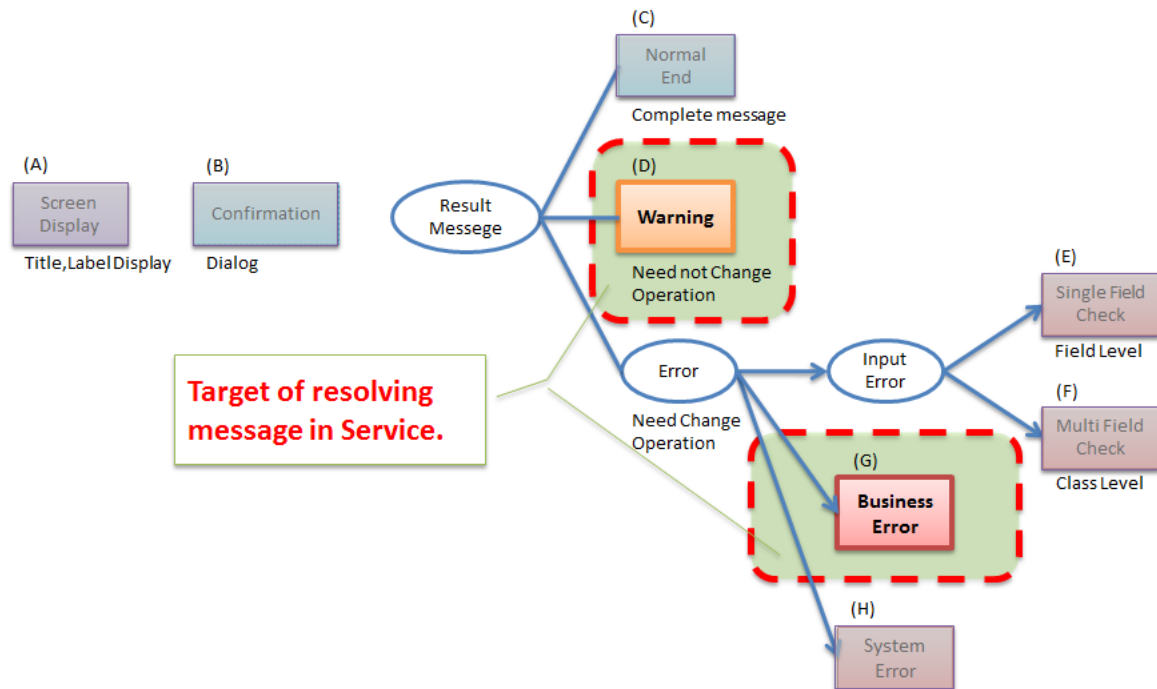 (A)
Screen
Display
Title,Label Display
(B)
Confirmation
Dialog
Result
Messege
(C)
Normal
End
Complete message
(D)
Warning
Need not Change
Operation
Target of resolving
message in Service.
Error
Need Change
Operation
Input
Error
(E)
Single Field
Check
Field Level
(F)
Multi Field
Check
Class Level
(G)
Business
Error
(H)
System
Error